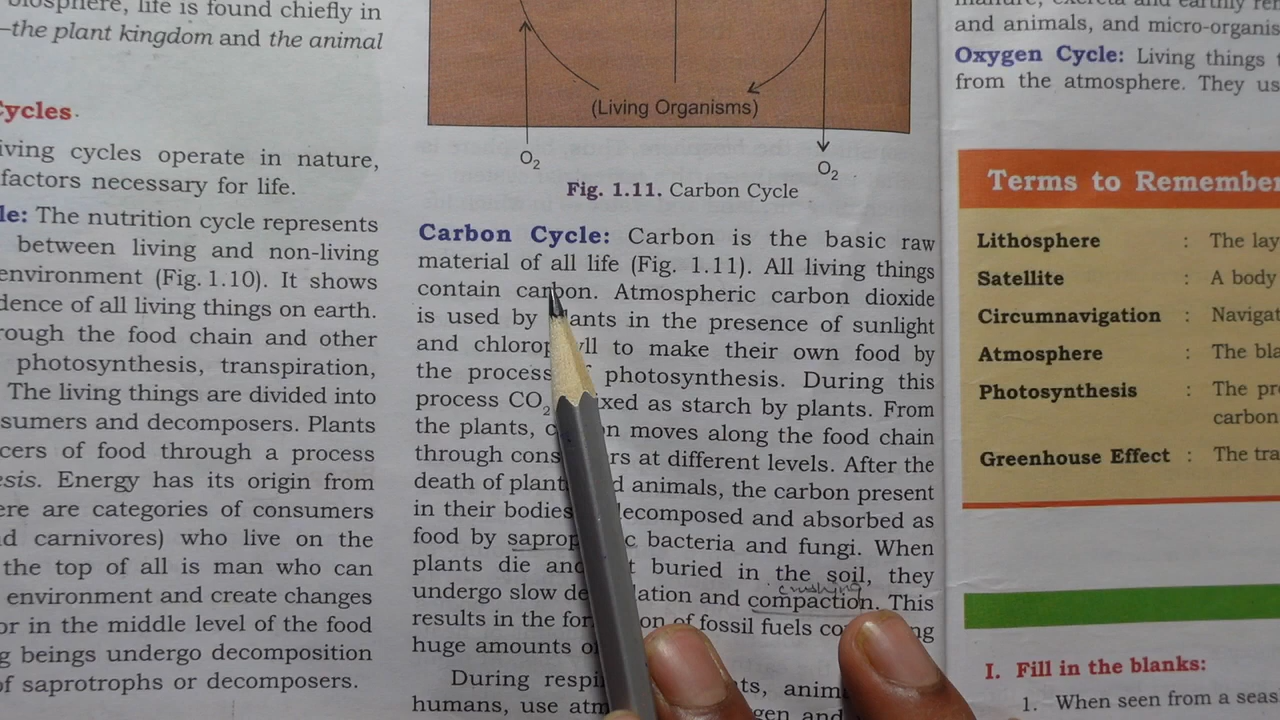 biosphere, life is found chiefly in
—the plant kingdom and the animal
Cycles.
living cycles operate in nature,
factors necessary for life.
le: The nutrition cycle represents
between living and non-living
environment (Fig. 1.10). It shows
dence of all living things on earth.
rough the food chain and other
photosynthesis, transpiration,
The living things are divided into
sumers and decomposers. Plants
cers of food through a process
esis. Energy has its origin from
ere are categories of consumers
d carnivores) who live on the
the top of all is man who can
environment and create changes
or in the middle level of the food
g beings undergo decomposition
of saprotrophs or decomposers.
(Living Organisms)
O2
O2
Fig. 1.11. Carbon Cycle
Carbon Cycle: Carbon is the basic raw
material of all life (Fig. 1.11). All living things
contain carbon. Atmospheric carbon dioxide
is used by plants in the presence of sunlight
and chlorop yll to make their own food by
the process photosynthesis. During this
process CO2 ixed as starch by plants. From
the plants, c n moves along the food chain
through cons rs at different levels. After the
death of plant d animals, the carbon present
in their bodies decomposed and absorbed as
food by sapro c bacteria and fungi. When
plants die and t buried in the soil, they
crushing
undergo slow de ation and compaction. This
results in the for on of fossil fuels co ng
huge amounts o
During respi ts, anim
humans, use atm gen and
manure, excreta and earthly
and animals, and micro-organis
Oxygen Cycle: Living things
from the atmosphere. They us
Terms to Remember
Lithosphere : The lay
Satellite : A body
Circumnavigation : Navigat
Atmosphere : The bla
Photosynthesis : The pr
carbon
Greenhouse Effect : The tra
I. Fill in the blanks:
1. When seen from a seas